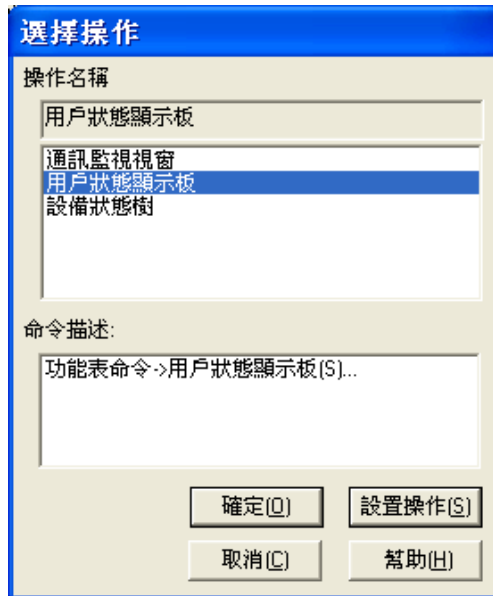 選擇操作
操作名稱
用戶狀態顯示板
通訊監視視窗
用戶狀態顯示板
設備狀態樹
命令描述:
功能表命令->用戶狀態顯示板(S)...
確定(O) 設置操作(S)
取消(C) 幫助(H)